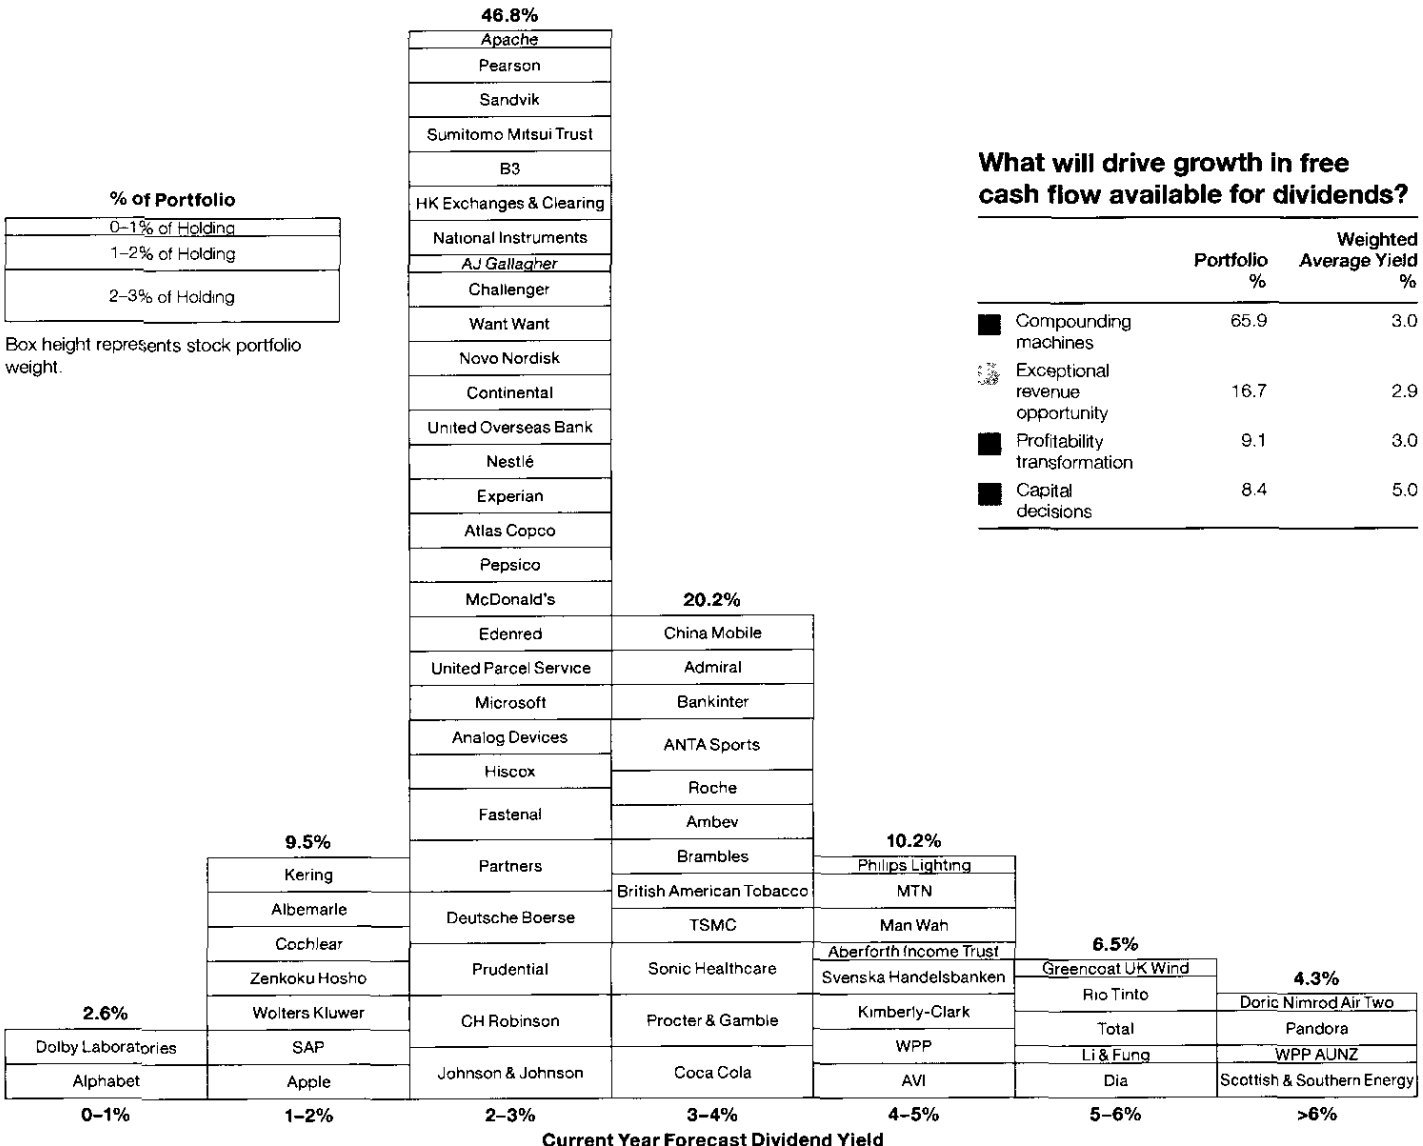 46.8%
Apache
Pearson
Sandvik
Sumitomo Mitsui Trust
B3
HK Exchanges & Clearing
National Instruments
AJ Gallagher
Challenger
Want Want
Novo Nordisk
Continental
United Overseas Bank
Nestlé
Experian
Atlas Copco
Pepsico
McDonald's
Edenred
United Parcel Service
Microsoft
Analog Devices
Hiscox
Fastenal
Partners
Deutsche Boerse
Prudential
CH Robinson
Johnson & Johnson
2–3%
% of Portfolio
0–1% of Holding
1–2% of Holding
2–3% of Holding
Box height represents stock portfolio
weight.
What will drive growth in free
cash flow available for dividends?
Weighted
Portfolio Average Yield
% %
Compounding
machines 65.9 3.0
Exceptional
revenue
opportunity 16.7 2.9
Profitability
transformation 9.1 3.0
Capital
decisions 8.4 5.0
2.6%
Dolby Laboratories
Alphabet
0–1%
9.5%
Kering
Albemarle
Cochlear
Zenkoku Hosho
Wolters Kluwer
SAP
Apple
1–2%
20.2%
China Mobile
Admiral
Bankinter
ANTA Sports
Roche
Ambev
Brambles
British American Tobacco
TSMC
Sonic Healthcare
Procter & Gamble
Coca Cola
3–4%
10.2%
Philips Lighting
MTN
Man Wah
Aberforth Income Trust
Svenska Handelsbanken
Kimberly-Clark
WPP
AVI
4–5%
6.5%
Greencoat UK Wind
Rio Tinto
Total
Li & Fung
Dia
5–6%
4.3%
Doric Nimrod Air Two
Pandora
WPP AUNZ
Scottish & Southern Energy
>6%
Current Year Forecast Dividend Yield